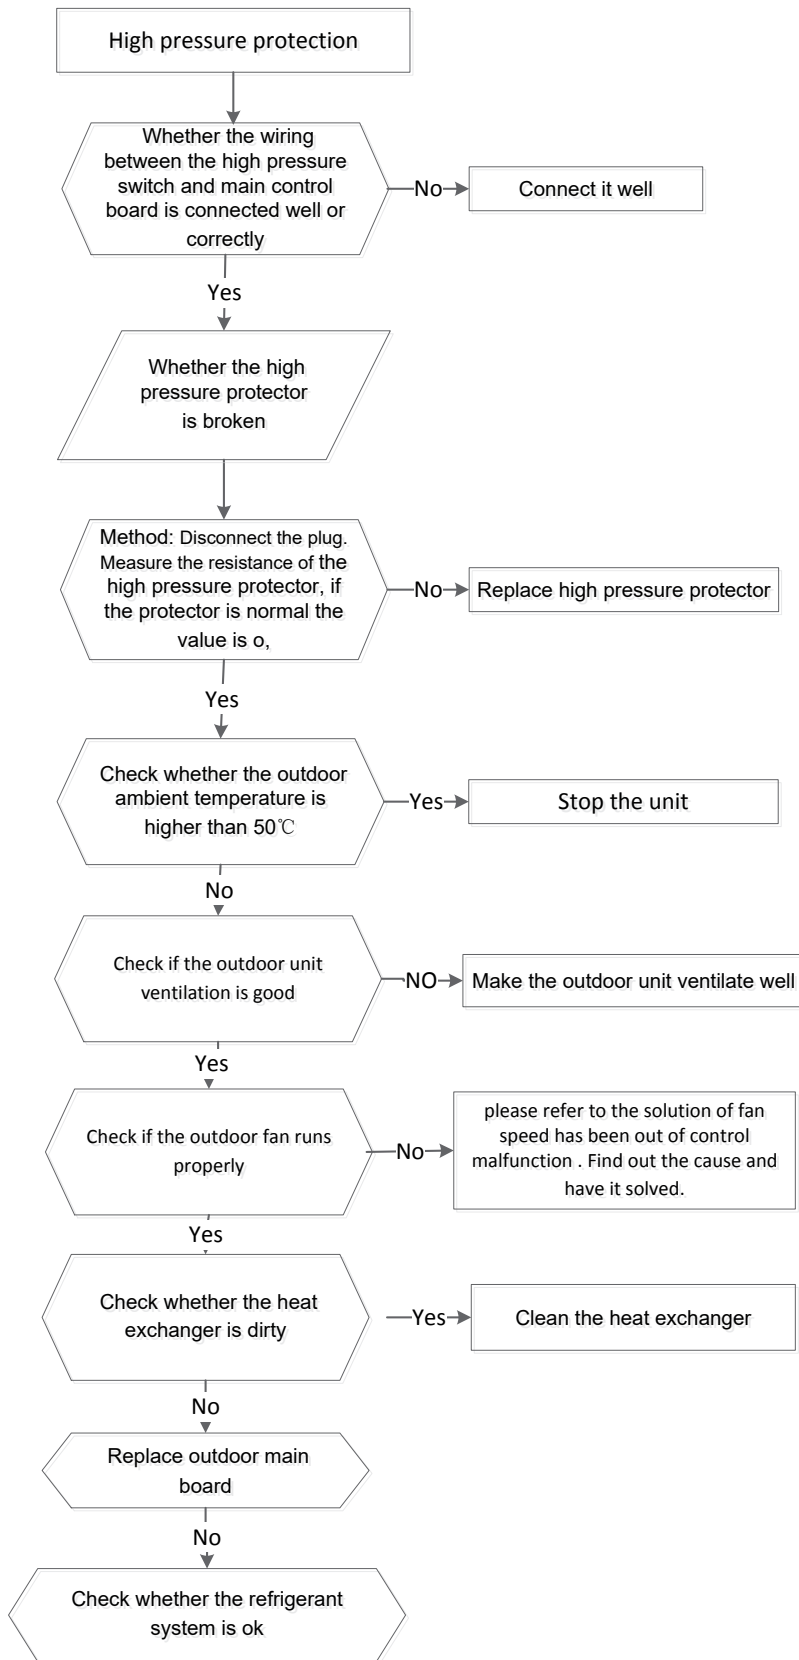 High pressure protection
Whether the wiring
between the high pressure
switch and main control
board is connected well or
correctly
No
Connect it well
Yes
Whether the high
pressure protector
is broken
Method: Disconnect the plug.
Measure the resistance of the
high pressure protector, if
the protector is normal the
value is o,
No
Replace high pressure protector
Yes
Check whether the outdoor
ambient temperature is
higher than 50℃
Yes
Stop the unit
No
Check if the outdoor unit
ventilation is good
NO
Make the outdoor unit ventilate well
Yes
Check if the outdoor fan runs
properly
No
please refer to the solution of fan
speed has been out of control
malfunction . Find out the cause and
have it solved.
Yes
Check whether the heat
exchanger is dirty
Yes
Clean the heat exchanger
No
Replace outdoor main
board
No
Check whether the refrigerant
system is ok